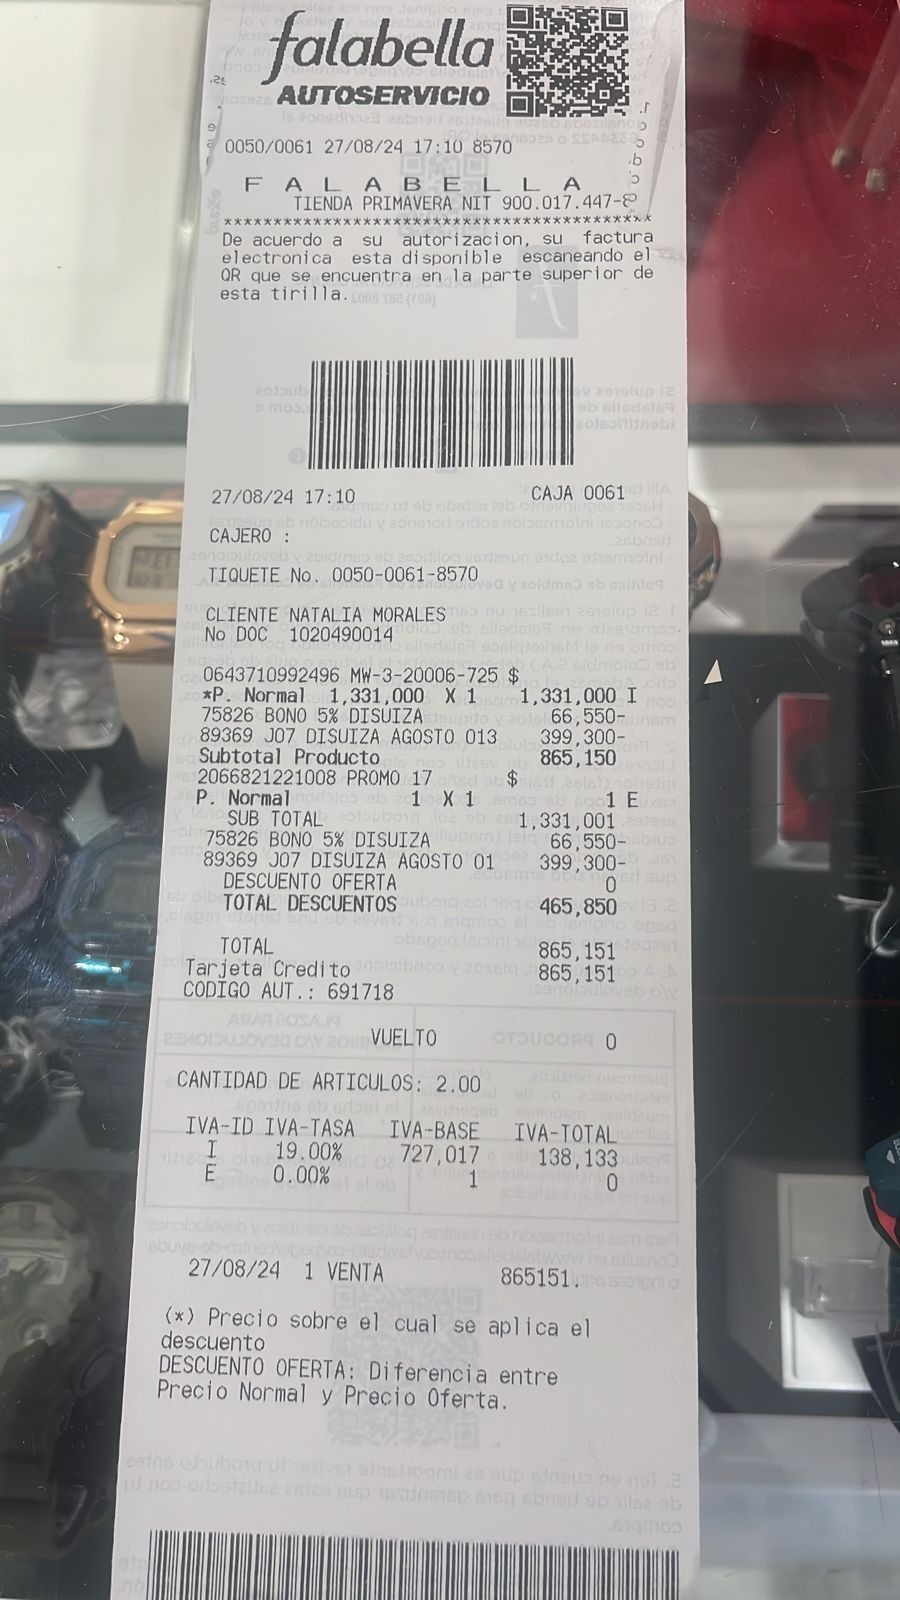 falabella
AUTOSERVICIO
0050/0061 27/08/24 17:10 8570
F A L A B E L L A
TIENDA PRIMAVERA NIT 900.017.447-8
*******************************************
De acuerdo a su autorizacion, su factura
electronica esta disponible escaneando el
QR que se encuentra en la parte superior de
esta tirilla.
27/08/24 17:10 CAJA 0061
CAJERO :
TIQUETE No. 0050-0061-8570
CLIENTE NATALIA MORALES
No DOC 1020490014
0643710992496 MW-3-20006-725 $
*P. Normal 1,331,000 X 1 1,331,000 I
75826 BONO 5% DISUIZA 66,550-
89369 J07 DISUIZA AGOSTO 013 399,300-
Subtotal Producto 865,150
2066821221008 PROMO 17 $
P. Normal 1 X 1 1 E
SUB TOTAL 1,331,001
75826 BONO 5% DISUIZA 66,550-
89369 J07 DISUIZA AGOSTO 01 399,300-
DESCUENTO OFERTA 0
TOTAL DESCUENTOS 465,850
TOTAL 865,151
Tarjeta Credito 865,151
CODIGO AUT.: 691718
VUELTO 0
CANTIDAD DE ARTICULOS: 2.00
IVA-ID IVA-TASA IVA-BASE IVA-TOTAL
I 19.00% 727,017 138,133
E 0.00% 1 0
27/08/24 1 VENTA 865151.
(*) Precio sobre el cual se aplica el
descuento
DESCUENTO OFERTA: Diferencia entre
Precio Normal y Precio Oferta.